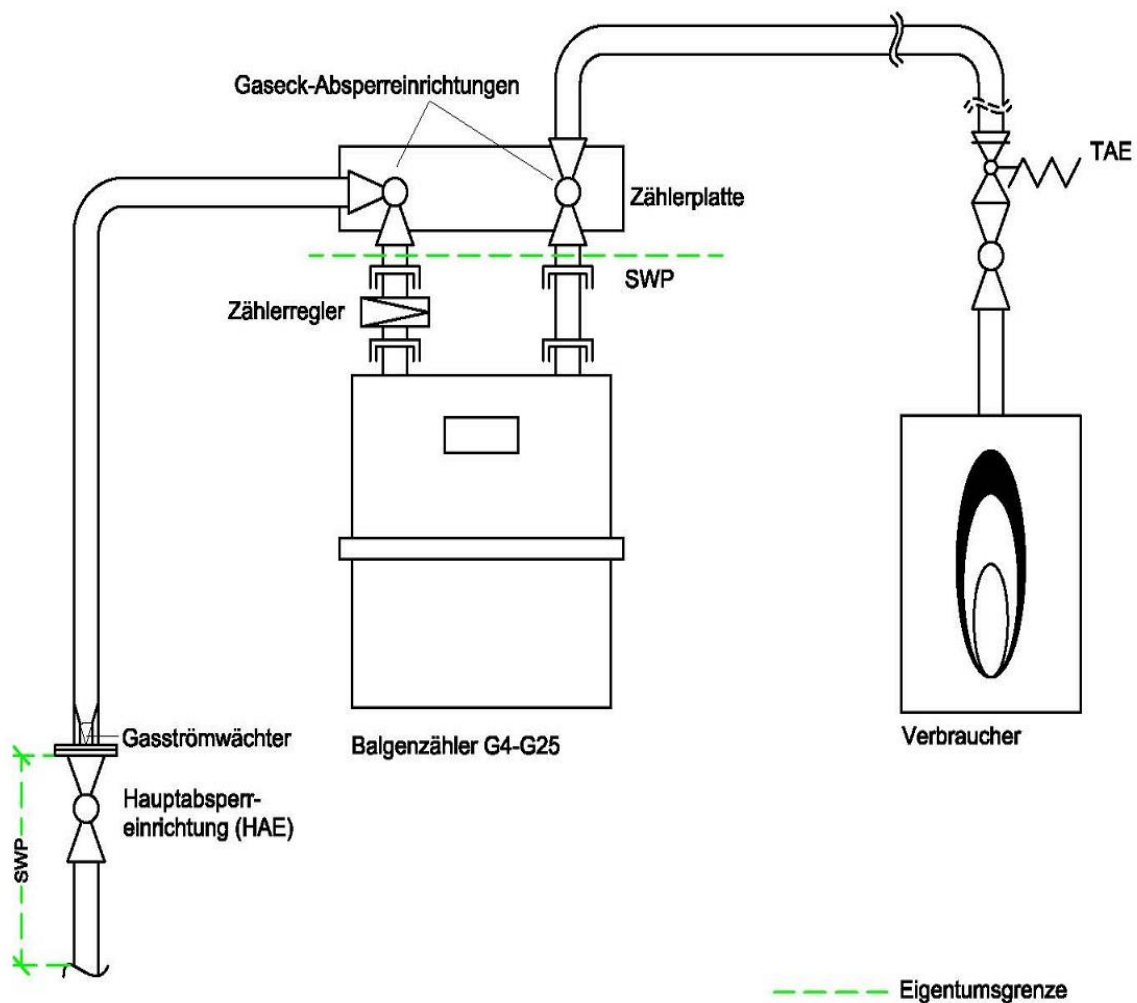 Gaseck-Absperreinrichtungen
TAE
Zählerplatte
SWP
Zählerregler
Gasströmwächter
Balgenzähler G4-G25
Verbraucher
Hauptabsperr-
einrichtung (HAE)
SWP
Eigentumsgrenze